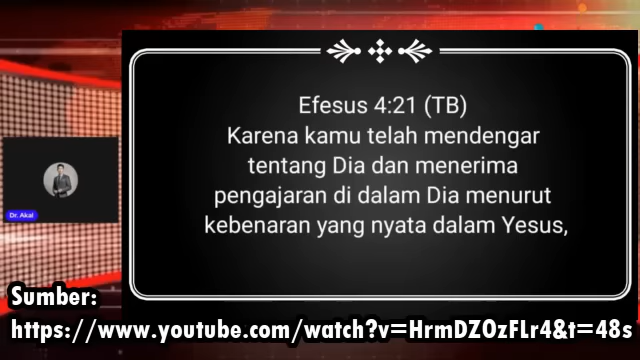 Efesus 4:21 (TB)
Karena kamu telah mendengar
tentang Dia dan menerima
pengajaran di dalam Dia menurut
kebenaran yang nyata dalam Yesus,
Dr. Akal
Sumber:
https://www.youtube.com/watch?v=HrmDZOzFLr4&t=48s